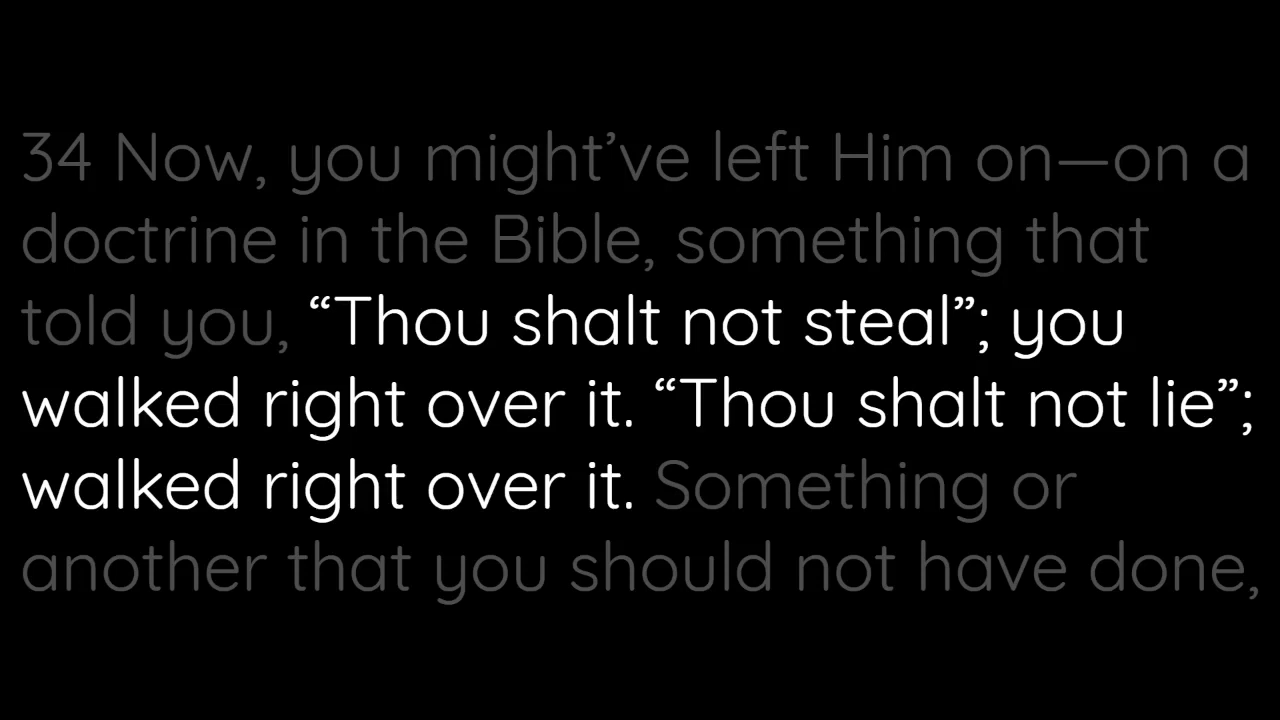 34 Now, you might’ve left Him on—on a
doctrine in the Bible, something that
told you, “Thou shalt not steal”; you
walked right over it. “Thou shalt not lie”;
walked right over it. Something or
another that you should not have done,